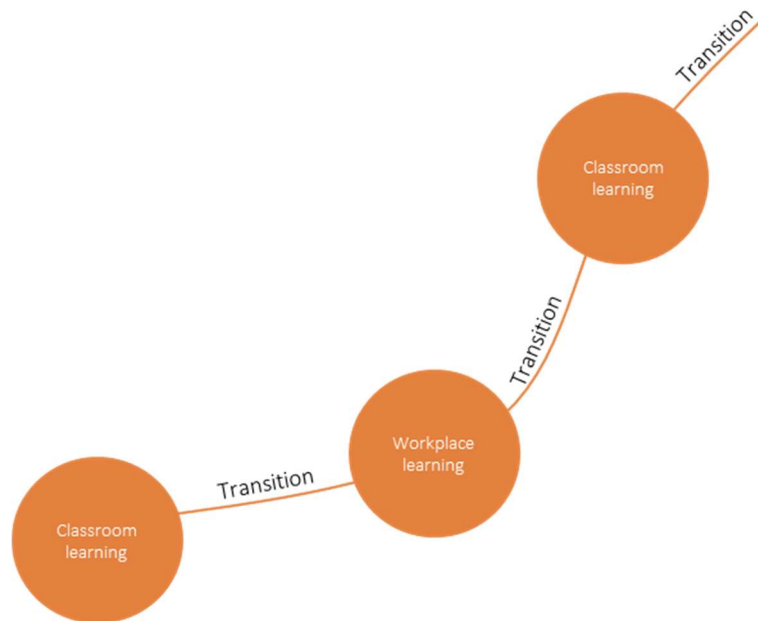 Transition
Classroom
learning
Transition
Workplace
learning
Transition
Classroom
learning